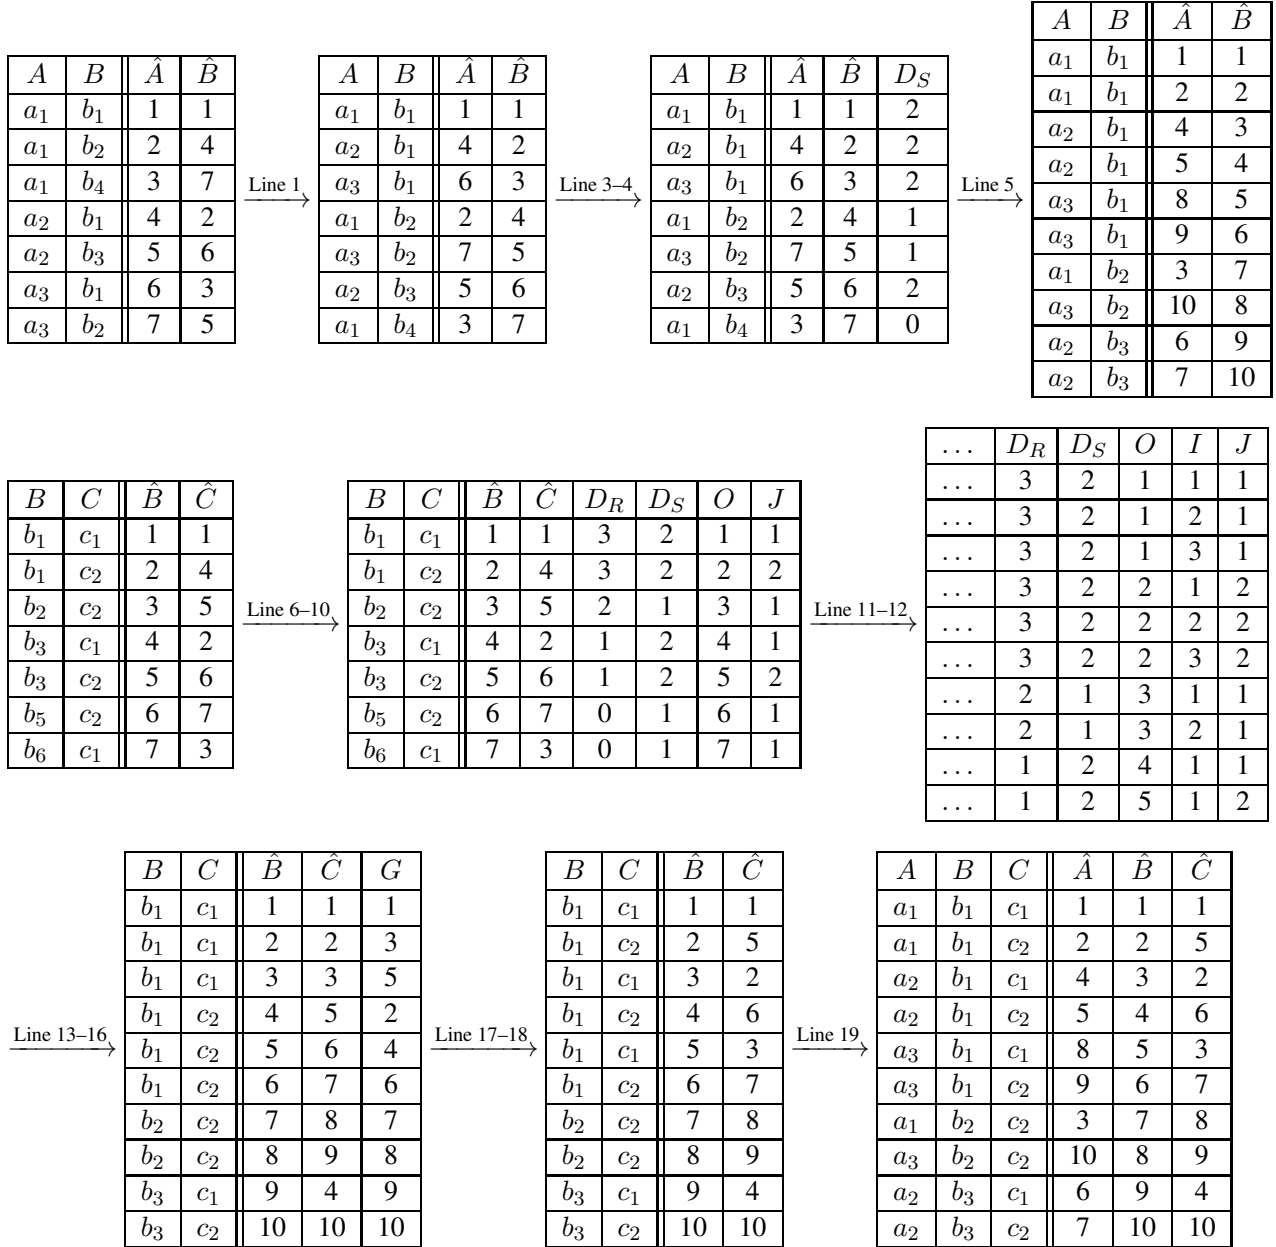 A B Â B̂
a₁ b₁ 1 1
a₁ b₂ 2 4
a₁ b₄ 3 7
a₂ b₁ 4 2
a₂ b₃ 5 6
a₃ b₁ 6 3
a₃ b₂ 7 5
Line 1
A B Â B̂
a₁ b₁ 1 1
a₂ b₁ 4 2
a₃ b₁ 6 3
a₁ b₂ 2 4
a₃ b₂ 7 5
a₂ b₃ 5 6
a₁ b₄ 3 7
Line 3–4
A B Â B̂ D_S
a₁ b₁ 1 1 2
a₂ b₁ 4 2 2
a₃ b₁ 6 3 2
a₁ b₂ 2 4 1
a₃ b₂ 7 5 1
a₂ b₃ 5 6 2
a₁ b₄ 3 7 0
Line 5
A B Â B̂
a₁ b₁ 1 1
a₁ b₁ 2 2
a₂ b₁ 4 3
a₂ b₁ 5 4
a₃ b₁ 8 5
a₃ b₁ 9 6
a₁ b₂ 3 7
a₃ b₂ 10 8
a₂ b₃ 6 9
a₂ b₃ 7 10
B C B̂ Ĉ
b₁ c₁ 1 1
b₁ c₂ 2 4
b₂ c₂ 3 5
b₃ c₁ 4 2
b₃ c₂ 5 6
b₅ c₂ 6 7
b₆ c₁ 7 3
Line 6–10
B C B̂ Ĉ D_R D_S O J
b₁ c₁ 1 1 3 2 1 1
b₁ c₂ 2 4 3 2 2 2
b₂ c₂ 3 5 2 1 3 1
b₃ c₁ 4 2 1 2 4 1
b₃ c₂ 5 6 1 2 5 2
b₅ c₂ 6 7 0 1 6 1
b₆ c₁ 7 3 0 1 7 1
Line 11–12
... D_R D_S O I J
... 3 2 1 1 1
... 3 2 1 2 1
... 3 2 1 3 1
... 3 2 2 1 2
... 3 2 2 2 2
... 3 2 2 3 2
... 2 1 3 1 1
... 2 1 3 2 1
... 1 2 4 1 1
... 1 2 5 1 2
Line 13–16
B C B̂ Ĉ G
b₁ c₁ 1 1 1
b₁ c₁ 2 2 3
b₁ c₁ 3 3 5
b₁ c₂ 4 5 2
b₁ c₂ 5 6 4
b₁ c₂ 6 7 6
b₂ c₂ 7 8 7
b₂ c₂ 8 9 8
b₃ c₁ 9 4 9
b₃ c₂ 10 10 10
Line 17–18
B C B̂ Ĉ
b₁ c₁ 1 1
b₁ c₂ 2 5
b₁ c₁ 3 2
b₁ c₂ 4 6
b₁ c₁ 5 3
b₁ c₂ 6 7
b₂ c₂ 7 8
b₂ c₂ 8 9
b₃ c₁ 9 4
b₃ c₂ 10 10
Line 19
A B C Â B̂ Ĉ
a₁ b₁ c₁ 1 1 1
a₁ b₁ c₂ 2 2 5
a₂ b₁ c₁ 4 3 2
a₂ b₁ c₂ 5 4 6
a₃ b₁ c₁ 8 5 3
a₃ b₁ c₂ 9 6 7
a₁ b₂ c₂ 3 7 8
a₃ b₂ c₂ 10 8 9
a₂ b₃ c₁ 6 9 4
a₂ b₃ c₂ 7 10 10